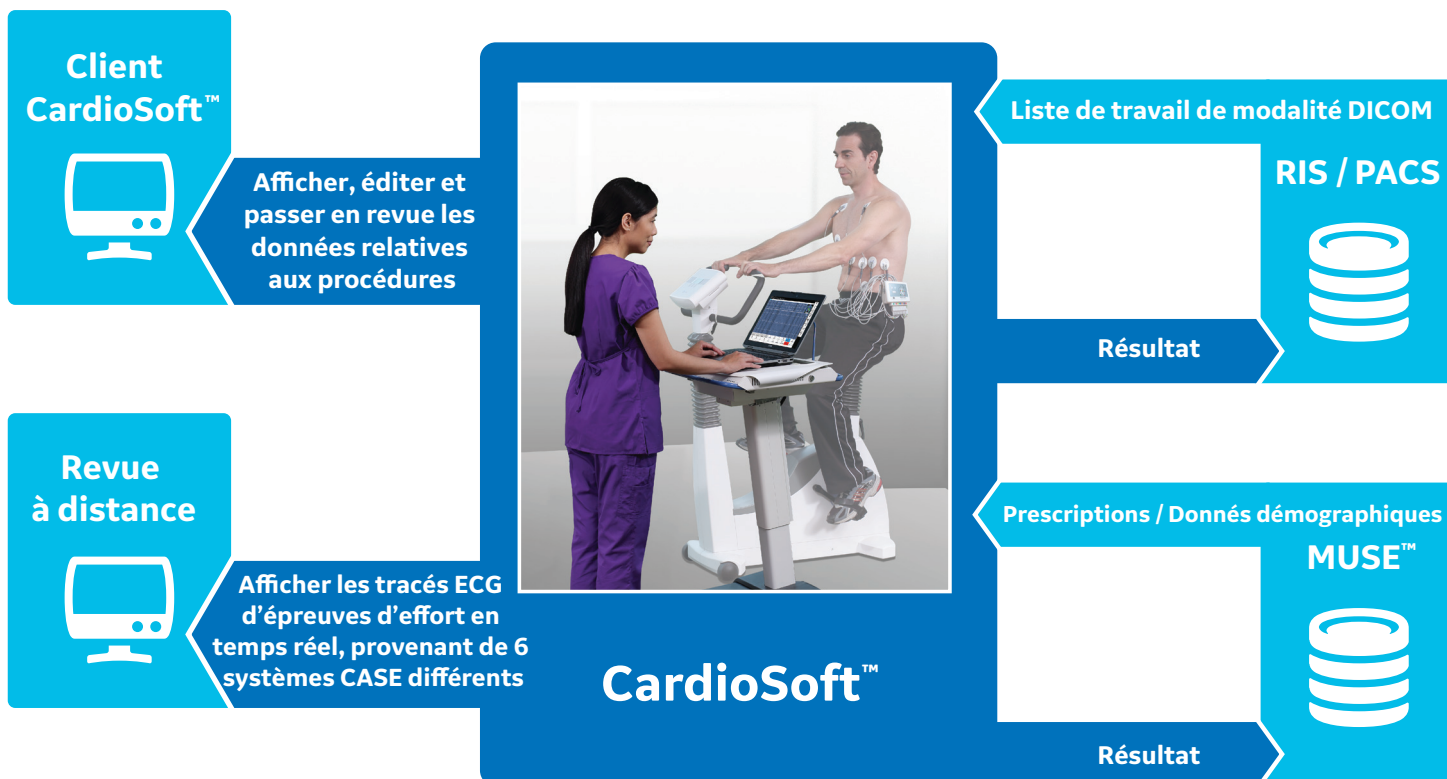 Client
CardioSoft™
Afficher, éditer et
passer en revue les
données relatives
aux procédures
Revue
à distance
Afficher les tracés ECG
d'épreuves d'effort en
temps réel, provenant de 6
systèmes CASE différents
CardioSoft™
Liste de travail de modalité DICOM
RIS / PACS
Résultat
Prescriptions / Donnés démographiques
MUSE™
Résultat